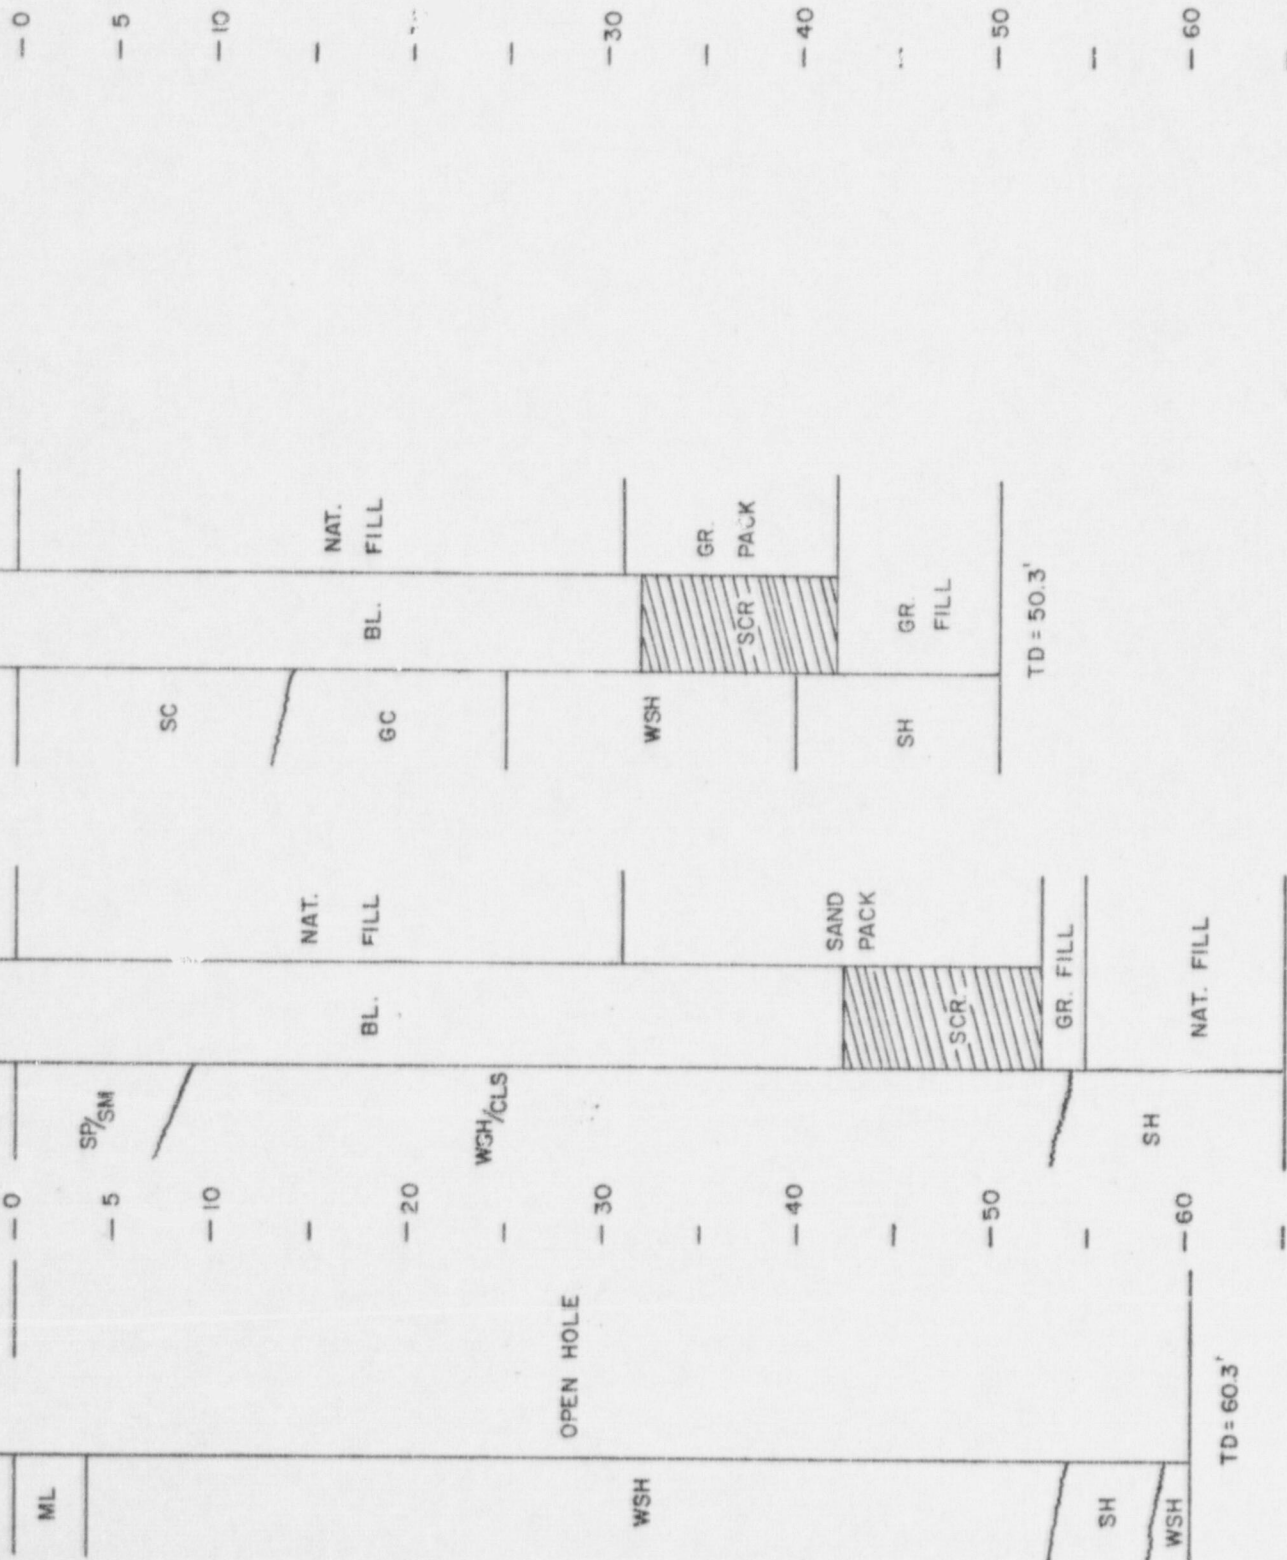 — 0
— 5
— 10
— 30
— 40
— 50
— 60
NAT.
FILL
BL.
SC
GC
WSH
SH
SCR
GR.
PACK
GR.
FILL
TD = 50.3'
NAT.
FILL
BL.
SP/SM
WSH/CLS
SH
SCR.
SAND
PACK
GR. FILL
NAT. FILL
— 0
— 5
— 10
— 20
— 30
— 40
— 50
— 60
OPEN HOLE
ML
WSH
SH
WSH
TD = 60.3'